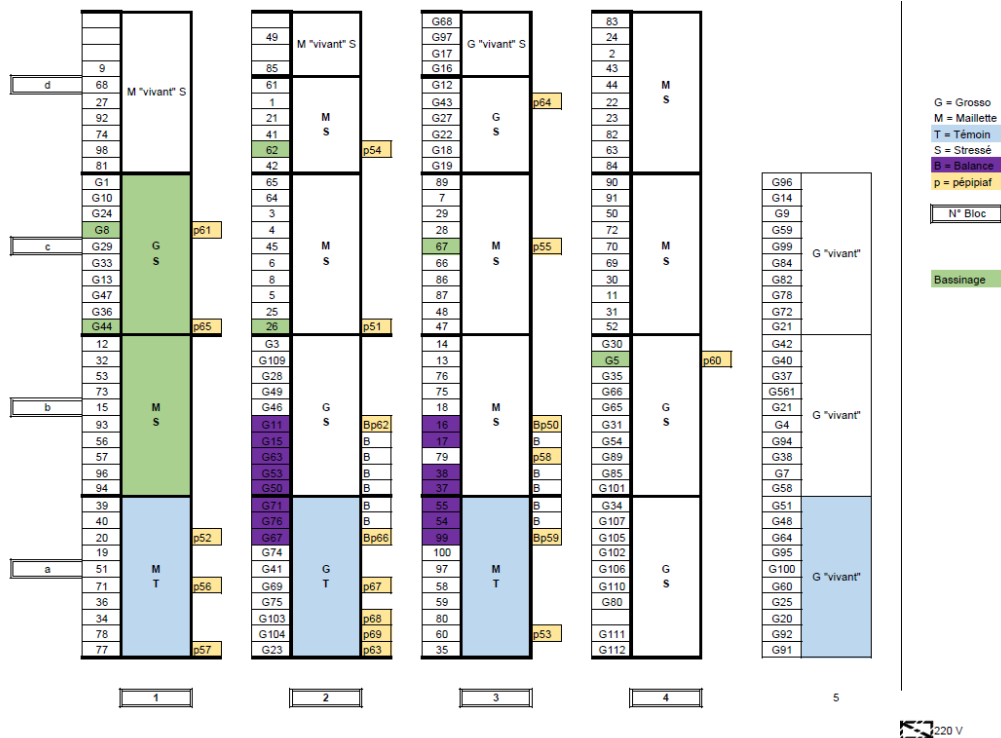 G68 83
49 G97 24
M "vivant" S G "vivant" S
G17 2
9 85 G16 43
d 68 61 G12 44 M
M "vivant" S S
27 1 G43 p64 22 G = Grosso
92 21 M G27 G 23 M = Maillette
74 41 S G22 S 82 T = Témoin
98 62 p54 G18 63 S = Stressé
81 42 G19 84 B = Balance
G1 65 89 90 G96 p = pépipiaf
G10 64 7 91 G14
G24 3 29 50 G9 N° Bloc
G8 p61 4 28 72 G59
c G29 G 45 M 67 p55 M 70 M G99 G "vivant"
G33 S 6 S 66 S 69 S G84
G13 8 86 30 G82 Bassinage
G47 5 87 11 G78
G36 25 48 31 G72
G44 p65 26 p51 47 52 G21
12 G3 14 G30 G42
32 G109 13 G5 p60 G40
53 G28 76 G35 G37
73 G49 75 G66 G561
b 15 M G46 G 18 M G65 G G21 G "vivant"
93 S G11 S Bp62 16 S Bp50 G31 S G4
56 G15 B 17 B G54 G94
57 G63 B 79 p58 G89 G38
96 G53 B 38 B G85 G7
94 G50 B 37 B G101 G58
39 G71 B 55 B G34 G51
40 G76 B 54 B G107 G48
20 p52 G67 Bp66 99 Bp59 G105 G64
19 G74 100 G102 G95
a 51 M G41 G 97 M G106 G G100 G "vivant"
71 T p56 G69 T p67 58 T G110 S G60
36 G75 59 G80 G25
34 G103 p68 80 G20
78 G104 p69 60 p53 G111 G92
77 p57 G23 p63 35 G112 G91
1 2 3 4 5
220 V